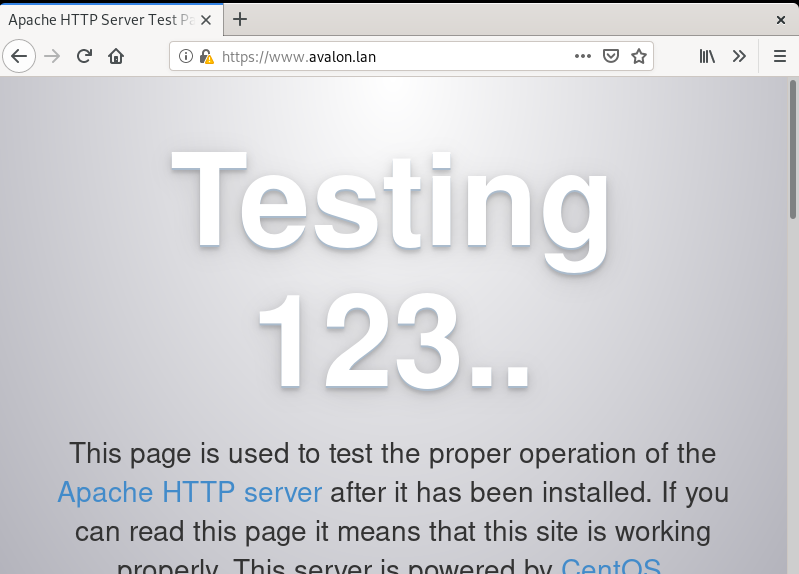 Apache HTTP Server Test Pa
https://www.avalon.lan
Testing
123..
This page is used to test the proper operation of the
Apache HTTP server after it has been installed. If you
can read this page it means that this site is working
properly. This server is powered by CentOS.